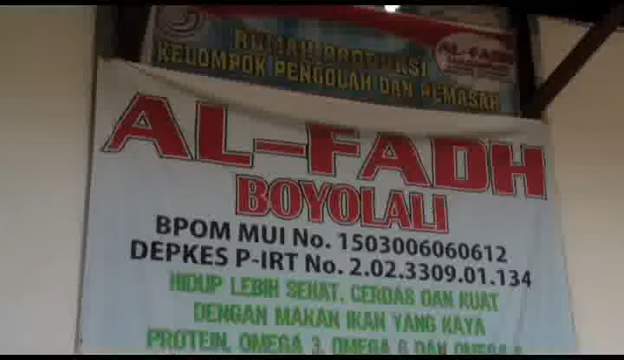 RUMAH PRODUKSI
KELOMPOK PENGOLAH DAN PEMASAR
AL-FADH
AL-FADH
BOYOLALI
BPOM MUI No. 1503006060612
DEPKES P-IRT No. 2.02.3309.01.134
HIDUP LEBIH SEHAT, CERDAS DAN KUAT
DENGAN MAKAN IKAN YANG KAYA
PROTEIN, OMEGA 3, OMEGA 6 DAN OMEGA